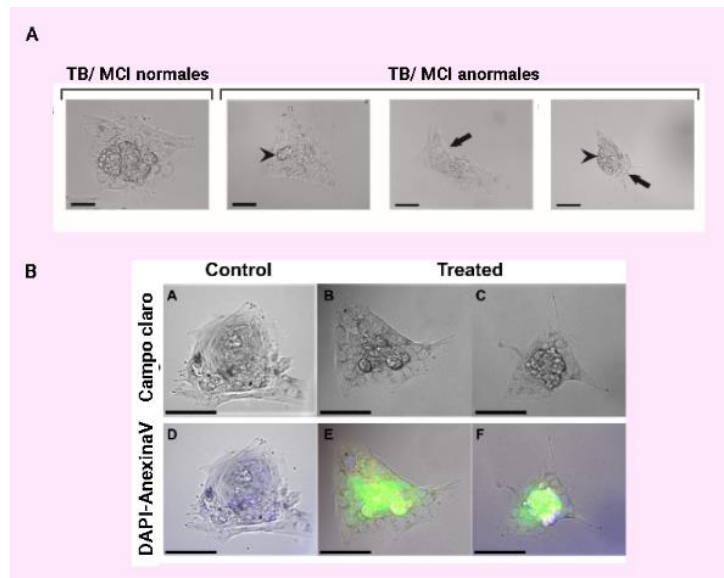 A
TB/ MCI normales
TB/ MCI anormales
B
Control
Treated
Campo claro
A
B
C
DAPI-AnexinaV
D
E
F